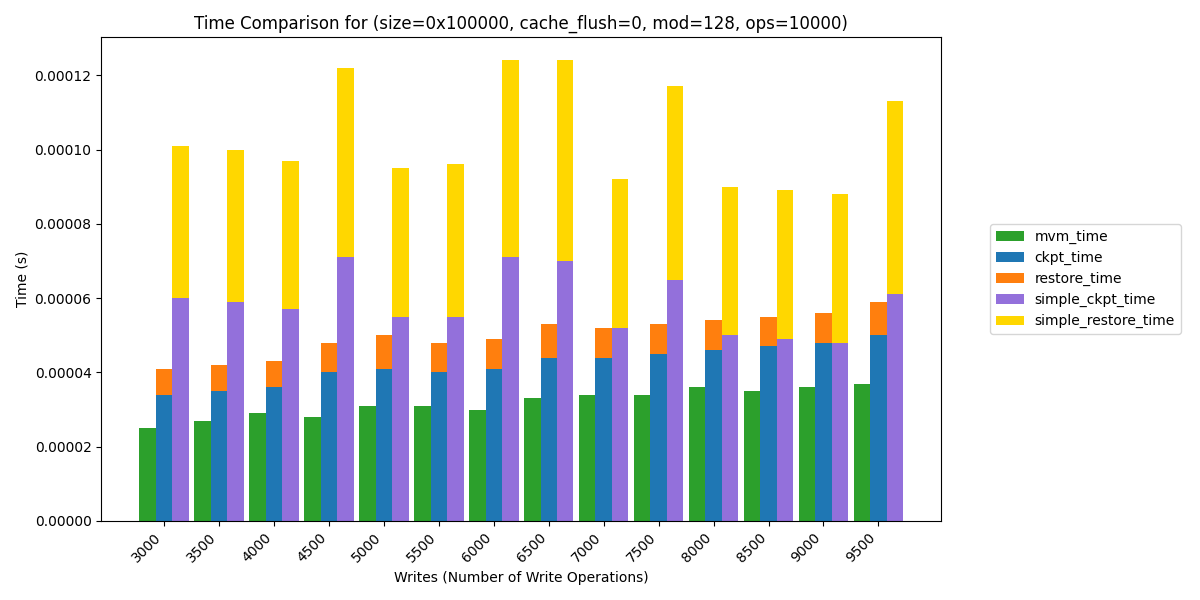 Time Comparison for (size=0x100000, cache_flush=0, mod=128, ops=10000)
Time (s)
0.00012
0.00010
0.00008
0.00006
0.00004
0.00002
0.00000
3000
3500
4000
4500
5000
5500
6000
6500
7000
7500
8000
8500
9000
9500
Writes (Number of Write Operations)
mvm_time
ckpt_time
restore_time
simple_ckpt_time
simple_restore_time